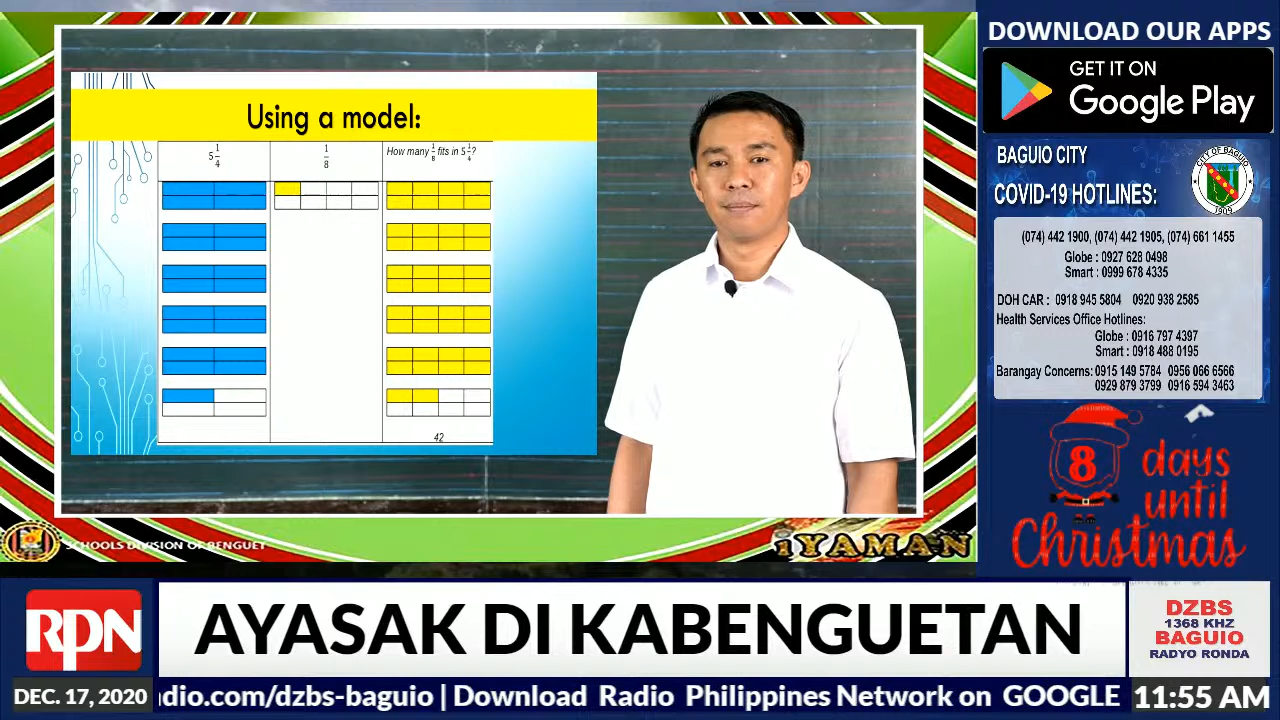 Using a model:
5 1/4
1/8
How many 1/8 fits in 5 1/4?
42
SCHOOLS DIVISION OF BENGUET
iYAMAN
DOWNLOAD OUR APPS
GET IT ON
Google Play
BAGUIO CITY
COVID-19 HOTLINES:
CITY OF BAGUIO
1909
(074) 442 1900, (074) 442 1905, (074) 661 1455
Globe : 0927 628 0498
Smart : 0999 678 4335
DOH CAR : 0918 945 5804 0920 938 2585
Health Services Office Hotlines:
Globe : 0916 797 4397
Smart : 0918 488 0195
Barangay Concerns: 0915 149 5784 0956 066 6566
0929 879 3799 0916 594 3463
8 days
until
Christmas
RPN
AYASAK DI KABENGUETAN
DZBS
1368 KHZ
BAGUIO
RADYO RONDA
DEC. 17, 2020
dio.com/dzbs-baguio | Download Radio Philippines Network on GOOGLE
11:55 AM